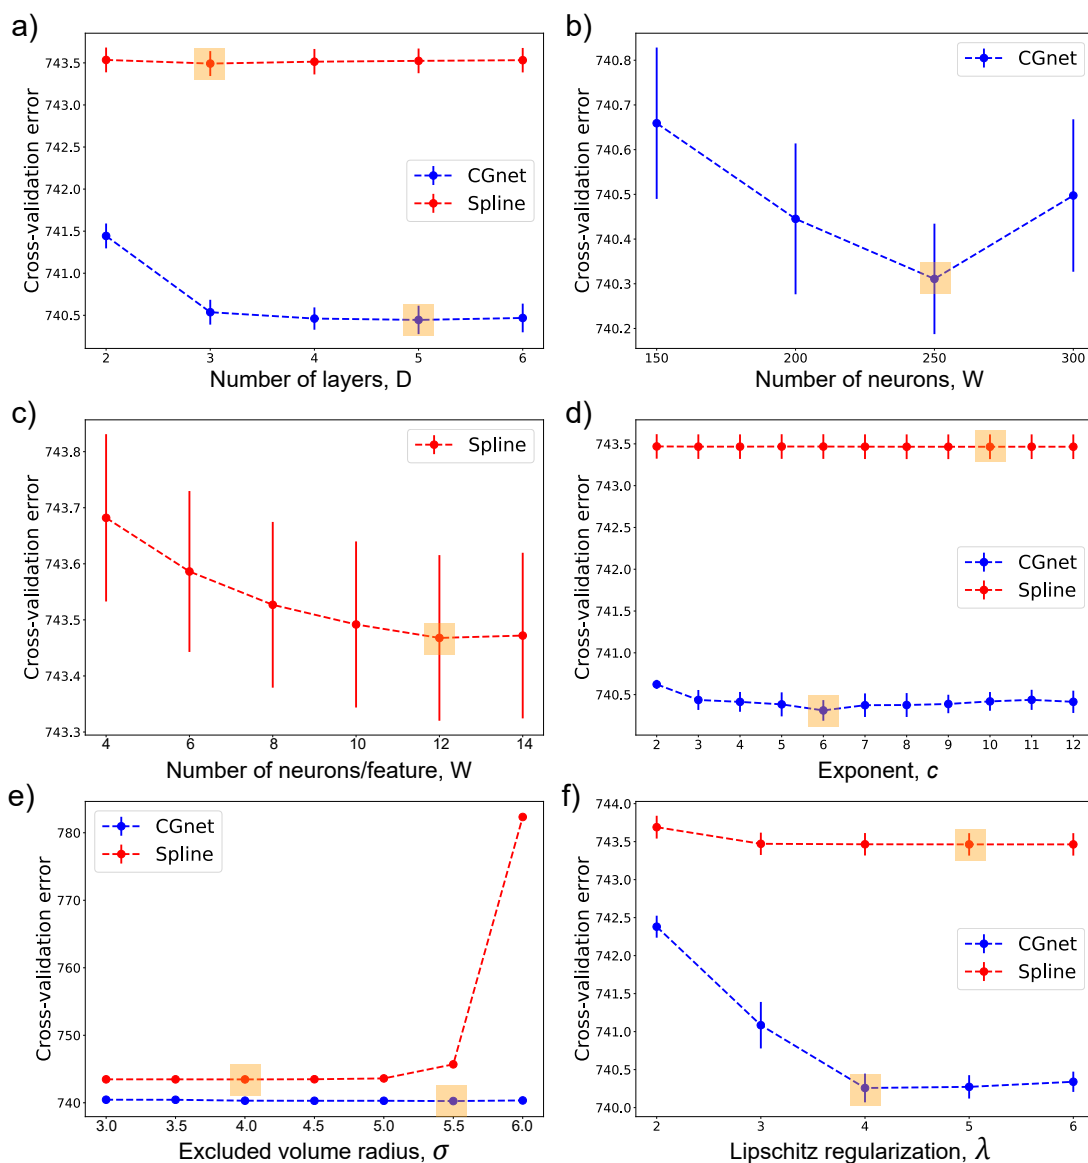 a)
Cross-validation error
743.5
743.0
742.5
742.0
741.5
741.0
740.5
CGnet
Spline
2 3 4 5 6
Number of layers, D
b)
Cross-validation error
740.8
740.7
740.6
740.5
740.4
740.3
740.2
CGnet
150 200 250 300
Number of neurons, W
c)
Cross-validation error
743.8
743.7
743.6
743.5
743.4
743.3
Spline
4 6 8 10 12 14
Number of neurons/feature, W
d)
Cross-validation error
743.5
743.0
742.5
742.0
741.5
741.0
740.5
CGnet
Spline
2 3 4 5 6 7 8 9 10 11 12
Exponent, c
e)
Cross-validation error
780
770
760
750
740
CGnet
Spline
3.0 3.5 4.0 4.5 5.0 5.5 6.0
Excluded volume radius, σ
f)
Cross-validation error
744.0
743.5
743.0
742.5
742.0
741.5
741.0
740.5
740.0
CGnet
Spline
2 3 4 5 6
Lipschitz regularization, λ